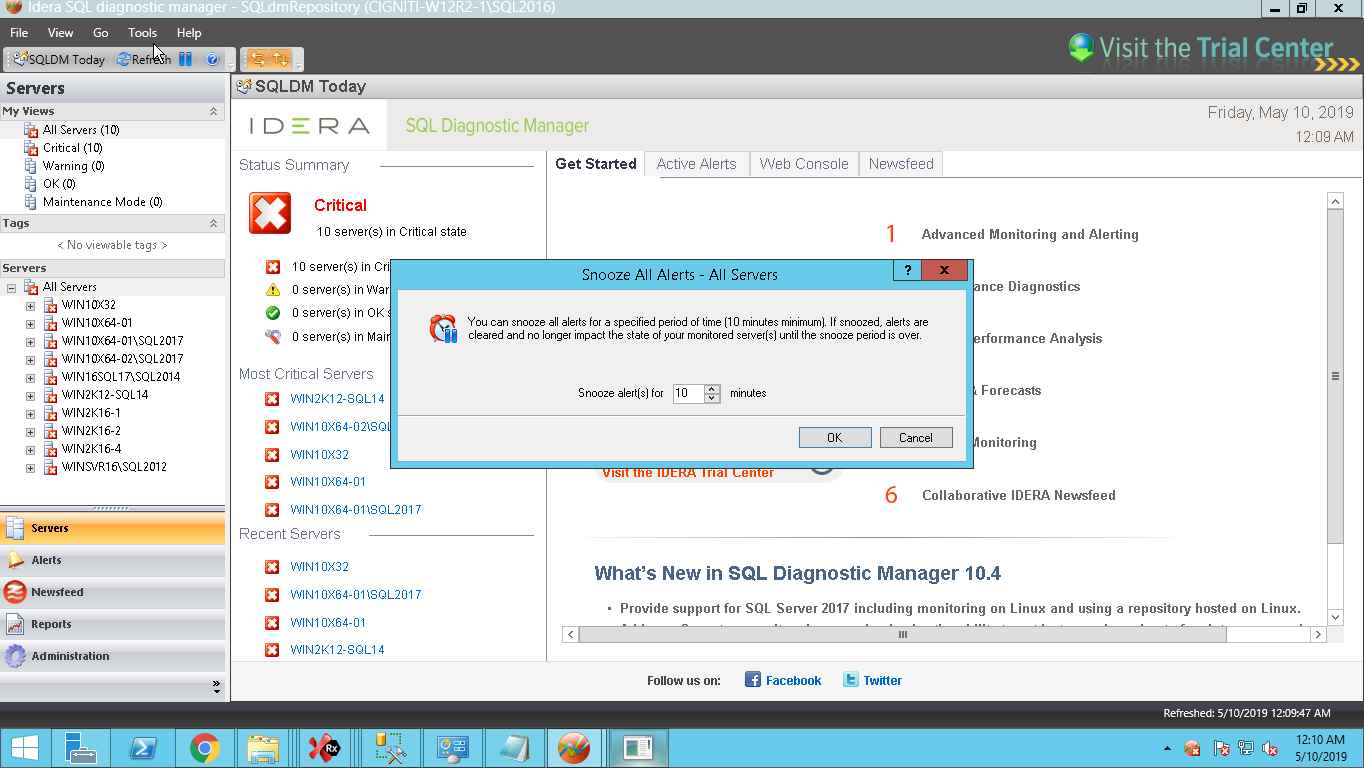 Idera SQL diagnostic manager - SQLdmRepository (CIGNITI-W12R2-1\SQL2016)
File View Go Tools Help
SQLDM Today Refresh
Visit the Trial Center
Servers
My Views
All Servers (10)
Critical (10)
Warning (0)
OK (0)
Maintenance Mode (0)
Tags
< No viewable tags >
Servers
All Servers
WIN10X32
WIN10X64-01
WIN10X64-01\SQL2017
WIN10X64-02\SQL2017
WIN16SQL17\SQL2014
WIN2K12-SQL14
WIN2K16-1
WIN2K16-2
WIN2K16-4
WINSVR16\SQL2012
Servers
Alerts
Newsfeed
Reports
Administration
SQLDM Today
IDERA SQL Diagnostic Manager
Friday, May 10, 2019
12:09 AM
Status Summary
Critical
10 server(s) in Critical state
10 server(s) in Cri
0 server(s) in War
0 server(s) in OK s
0 server(s) in Main
Most Critical Servers
WIN2K12-SQL14
WIN10X64-02\SQL
WIN10X32
WIN10X64-01
WIN10X64-01\SQL2017
Recent Servers
WIN10X32
WIN10X64-01\SQL2017
WIN10X64-01
WIN2K12-SQL14
Get Started Active Alerts Web Console Newsfeed
1 Advanced Monitoring and Alerting
ance Diagnostics
erformance Analysis
& Forecasts
Monitoring
Visit the IDERA Trial Center
6 Collaborative IDERA Newsfeed
What's New in SQL Diagnostic Manager 10.4
• Provide support for SQL Server 2017 including monitoring on Linux and using a repository hosted on Linux.
Snooze All Alerts - All Servers
? X
You can snooze all alerts for a specified period of time (10 minutes minimum). If snoozed, alerts are
cleared and no longer impact the state of your monitored server(s) until the snooze period is over.
Snooze alert(s) for 10 minutes
OK Cancel
Follow us on: Facebook Twitter
Refreshed: 5/10/2019 12:09:47 AM
Rx
12:10 AM
5/10/2019